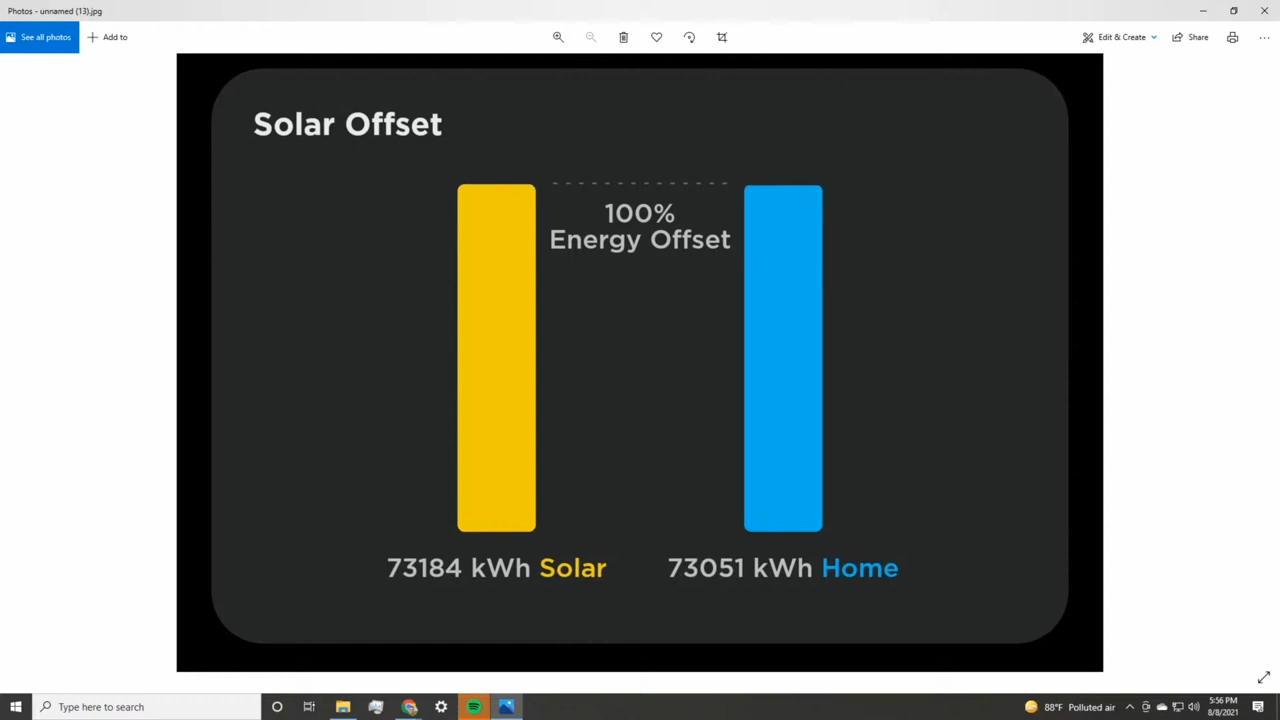 Photos - unnamed (13).jpg
See all photos
Add to
Edit & Create
Share
Solar Offset
100%
Energy Offset
73184 kWh Solar
73051 kWh Home
Type here to search
88°F Polluted air
5:56 PM
8/8/2021